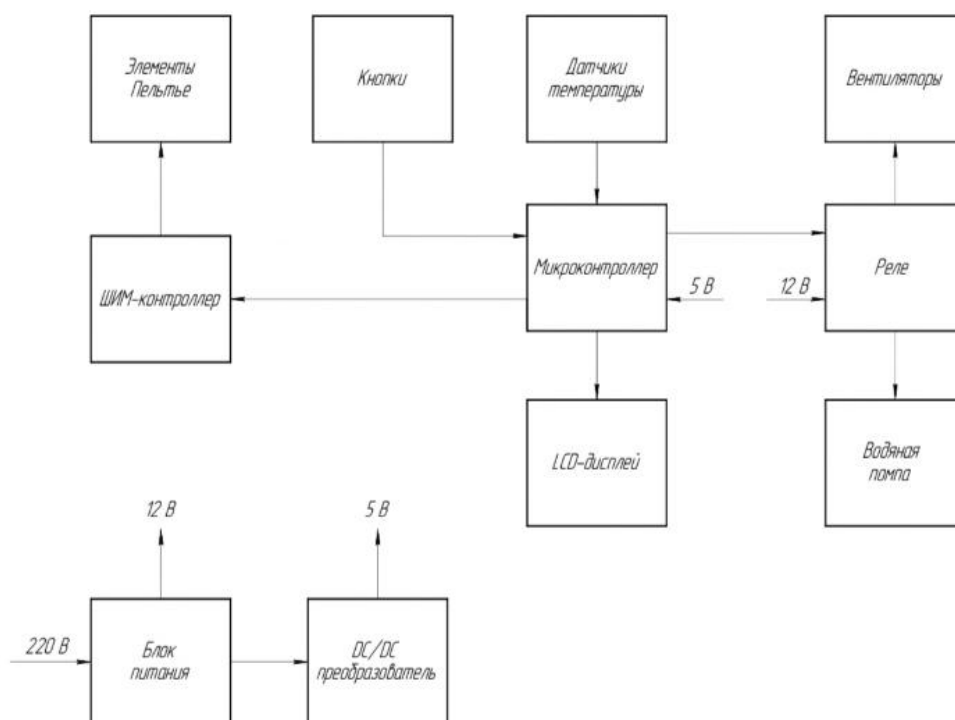 Элементы
Пельтье
Кнопки
Датчики
температуры
Вентиляторы
ШИМ-контроллер
Микроконтроллер
5 В
12 В
Реле
LCD-дисплей
Водяная
помпа
12 В
5 В
220 В
Блок
питания
DC/DC
преобразователь